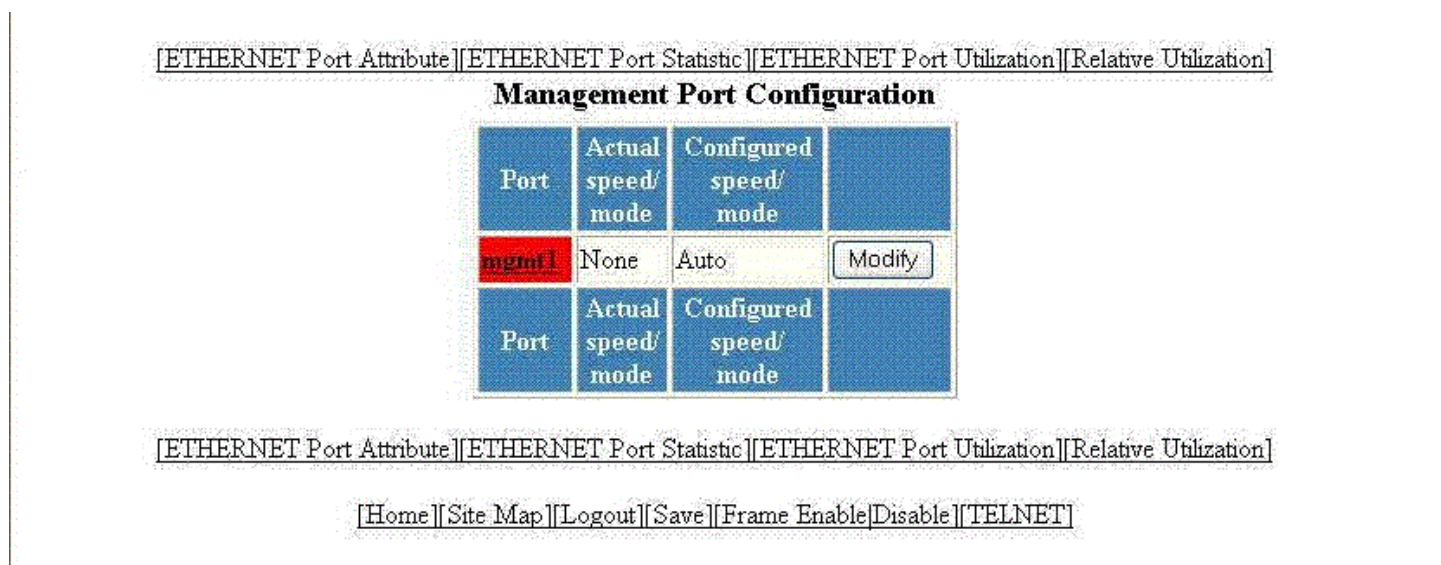 [ETHERNET Port Attribute][ETHERNET Port Statistic][ETHERNET Port Utilization][Relative Utilization]
Management Port Configuration
Port
Actual
speed/
mode
Configured
speed/
mode
mgmt1
None
Auto
Modify
Port
Actual
speed/
mode
Configured
speed/
mode
[ETHERNET Port Attribute][ETHERNET Port Statistic][ETHERNET Port Utilization][Relative Utilization]
[Home][Site Map][Logout][Save][Frame Enable|Disable][TELNET]